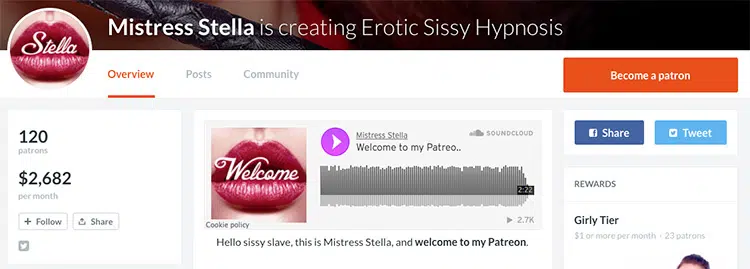 Mistress Stella is creating Erotic Sissy Hypnosis
Stella
Overview
Posts
Community
Become a patron
120
patrons
$2,682
per month
Follow
Share
Welcome
Cookie policy
Mistress Stella
Welcome to my Patreo..
SOUNDCLOUD
2:22
2.7K
Hello sissy slave, this is Mistress Stella, and welcome to my Patreon.
Share
Tweet
REWARDS
Girly Tier
$1 or more per month · 23 patrons